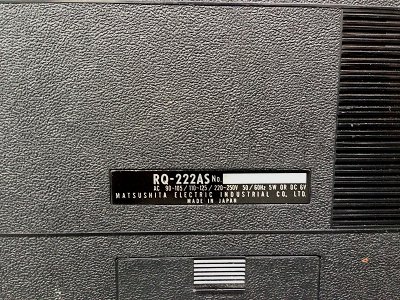 RQ-222AS No.
AC 90-105/110-125/220-250V 50/60Hz 5W OR DC 6V
MATSUSHITA ELECTRIC INDUSTRIAL CO., LTD.
MADE IN JAPAN